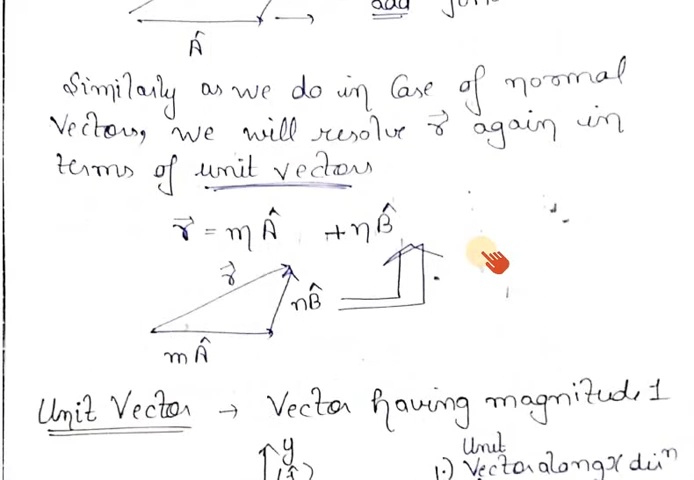 Â
add
Similarly as we do in Case of normal
Vectors, we will resolve r⃗ again in
terms of unit vectors
r⃗ = mÂ + nB̂
r⃗
nB̂
mÂ
Unit Vector → Vector having magnitude 1
y
Unit
1.) Vector along x dirⁿ